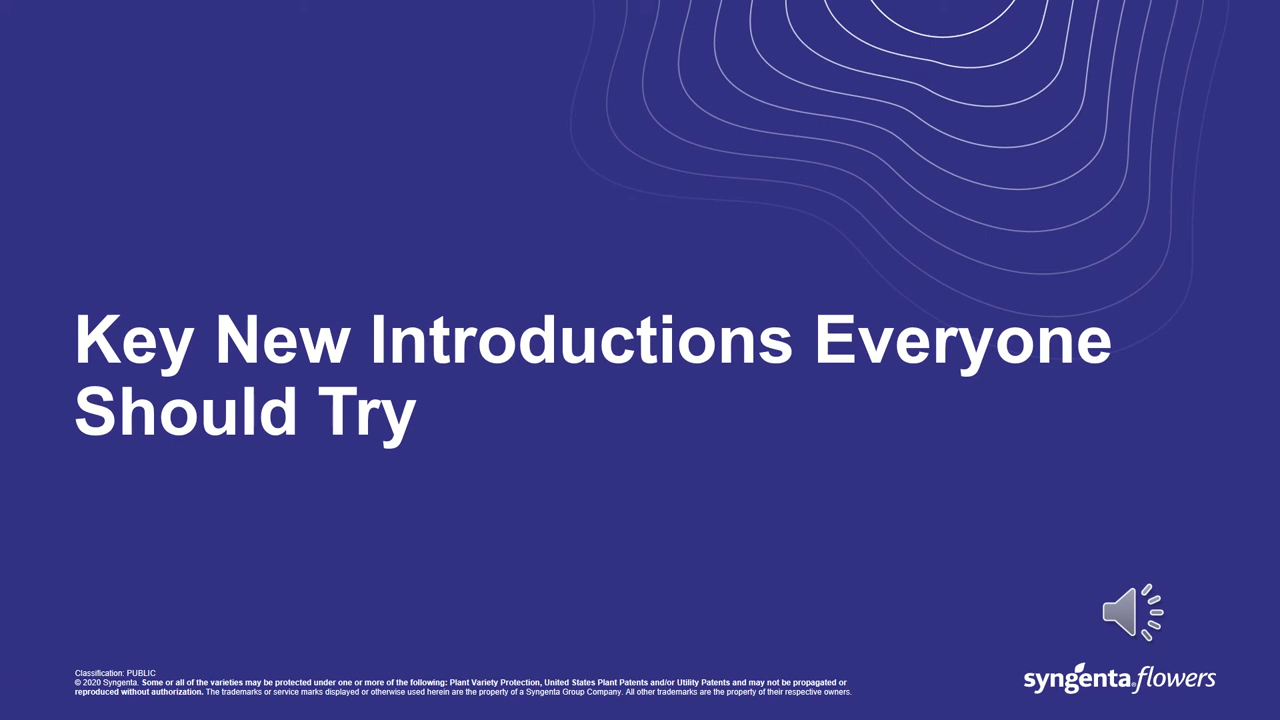 Key New Introductions Everyone
Should Try
Classification: PUBLIC
© 2020 Syngenta. Some or all of the varieties may be protected under one or more of the following: Plant Variety Protection, United States Plant Patents and/or Utility Patents and may not be propagated or
reproduced without authorization. The trademarks or service marks displayed or otherwise used herein are the property of a Syngenta Group Company. All other trademarks are the property of their respective owners.
syngenta® flowers